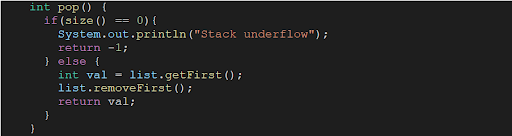 int pop() {
if(size() == 0){
System.out.println("Stack underflow");
return -1;
} else {
int val = list.getFirst();
list.removeFirst();
return val;
}
}